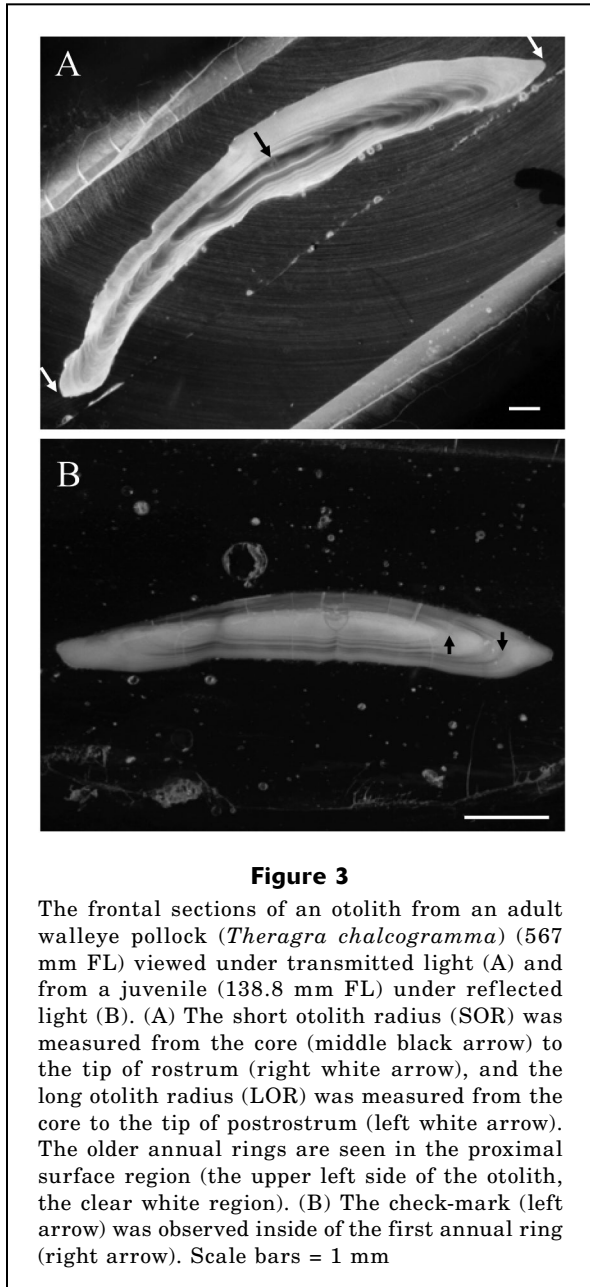 A
B
Figure 3
The frontal sections of an otolith from an adult
walleye pollock (Theragra chalcogramma) (567
mm FL) viewed under transmitted light (A) and
from a juvenile (138.8 mm FL) under reflected
light (B). (A) The short otolith radius (SOR) was
measured from the core (middle black arrow) to
the tip of rostrum (right white arrow), and the
long otolith radius (LOR) was measured from the
core to the tip of postrostrum (left white arrow).
The older annual rings are seen in the proximal
surface region (the upper left side of the otolith,
the clear white region). (B) The check-mark (left
arrow) was observed inside of the first annual ring
(right arrow). Scale bars = 1 mm